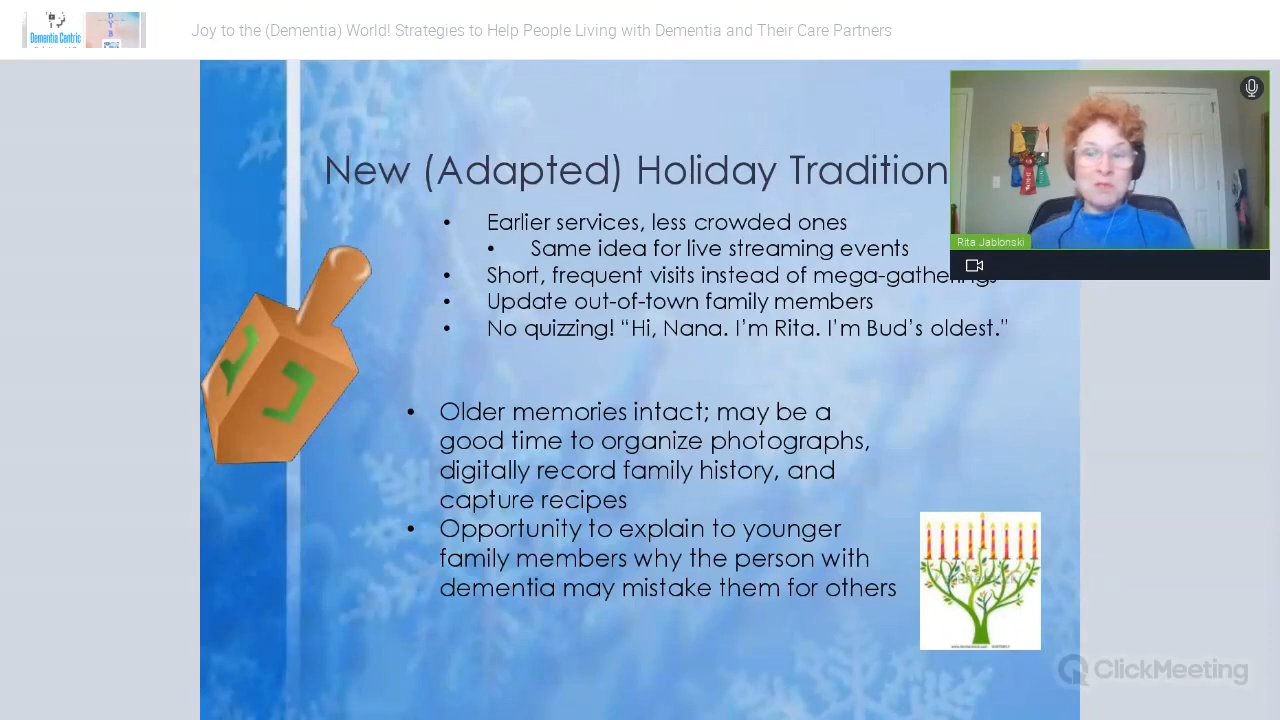 Dementia Centric
Joy to the (Dementia) World! Strategies to Help People Living with Dementia and Their Care Partners
New (Adapted) Holiday Tradition
Rita Jablonski
• Earlier services, less crowded ones
• Same idea for live streaming events
• Short, frequent visits instead of mega-gatherings
• Update out-of-town family members
• No quizzing! “Hi, Nana. I’m Rita. I’m Bud’s oldest.”
• Older memories intact; may be a
good time to organize photographs,
digitally record family history, and
capture recipes
• Opportunity to explain to younger
family members why the person with
dementia may mistake them for others
ClickMeeting